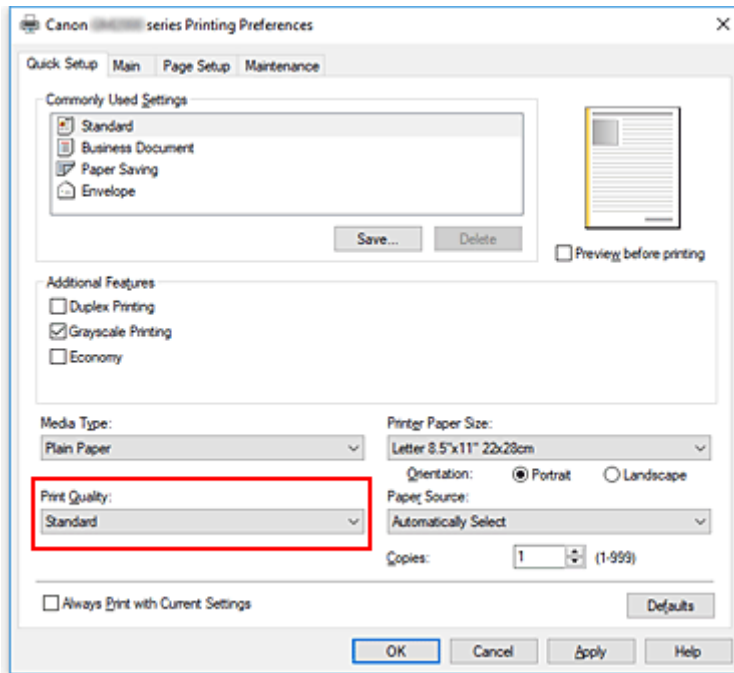 Canon series Printing Preferences
Quick Setup Main Page Setup Maintenance
Commonly Used Settings
Standard
Business Document
Paper Saving
Envelope
Save... Delete
Preview before printing
Additional Features
Duplex Printing
Grayscale Printing
Economy
Media Type:
Plain Paper
Printer Paper Size:
Letter 8.5"x11" 22x28cm
Orientation: Portrait Landscape
Print Quality:
Standard
Paper Source:
Automatically Select
Copies: 1 (1-999)
Always Print with Current Settings
Defaults
OK Cancel Apply Help